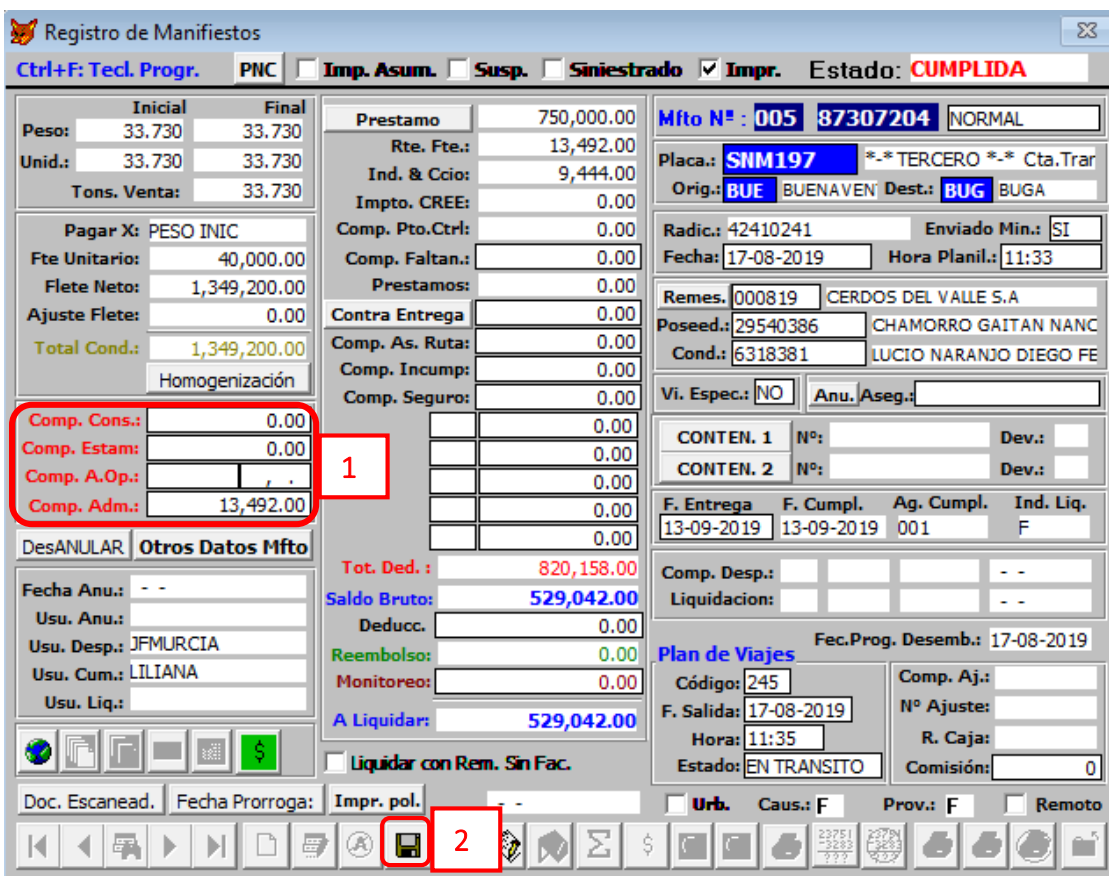 Registro de Manifiestos
Ctrl+F: Tecl. Progr. PNC Imp. Asum. Susp. Siniestrado Impr. Estado: CUMPLIDA
Inicial Final
Peso: 33.730 33.730
Unid.: 33.730 33.730
Tons. Venta: 33.730
Pagar X: PESO INIC
Fte Unitario: 40,000.00
Flete Neto: 1,349,200.00
Ajuste Flete: 0.00
Total Cond.: 1,349,200.00
Homogenización
Comp. Cons.: 0.00
Comp. Estam: 0.00
Comp. A.Op.: , .
Comp. Adm.: 13,492.00
1
DesANULAR Otros Datos Mfto
Fecha Anu.: - -
Usu. Anu.:
Usu. Desp.: JFMURCIA
Usu. Cum.: LILIANA
Usu. Liq.:
$
Doc. Escanead. Fecha Prorroga: Impr. pol. - -
Prestamo 750,000.00
Rte. Fte.: 13,492.00
Ind. & Ccio: 9,444.00
Impto. CREE: 0.00
Comp. Pto.Ctrl: 0.00
Comp. Faltan.: 0.00
Prestamos: 0.00
Contra Entrega 0.00
Comp. As. Ruta: 0.00
Comp. Incump: 0.00
Comp. Seguro: 0.00
0.00
0.00
0.00
0.00
0.00
Tot. Ded. : 820,158.00
Saldo Bruto: 529,042.00
Deducc. 0.00
Reembolso: 0.00
Monitoreo: 0.00
A Liquidar: 529,042.00
Liquidar con Rem. Sin Fac.
Mfto Nº : 005 87307204 NORMAL
Placa.: SNM197 *-* TERCERO *-* Cta.Tran
Orig.: BUE BUENAVEN Dest.: BUG BUGA
Radic.: 42410241 Enviado Min.: SI
Fecha: 17-08-2019 Hora Planil.: 11:33
Remes. 000819 CERDOS DEL VALLE S.A
Poseed.: 29540386 CHAMORRO GAITAN NANC
Cond.: 6318381 LUCIO NARANJO DIEGO FE
Vi. Espec.: NO Anu. Aseg.:
CONTEN. 1 Nº: Dev.:
CONTEN. 2 Nº: Dev.:
F. Entrega F. Cumpl. Ag. Cumpl. Ind. Liq.
13-09-2019 13-09-2019 001 F
Comp. Desp.: - -
Liquidacion: - -
Fec.Prog. Desemb.: 17-08-2019
Plan de Viajes
Código: 245
F. Salida: 17-08-2019
Hora: 11:35
Estado: EN TRANSITO
Comp. Aj.:
Nº Ajuste:
R. Caja:
Comisión: 0
Urb. Caus.: F Prov.: F Remoto
2